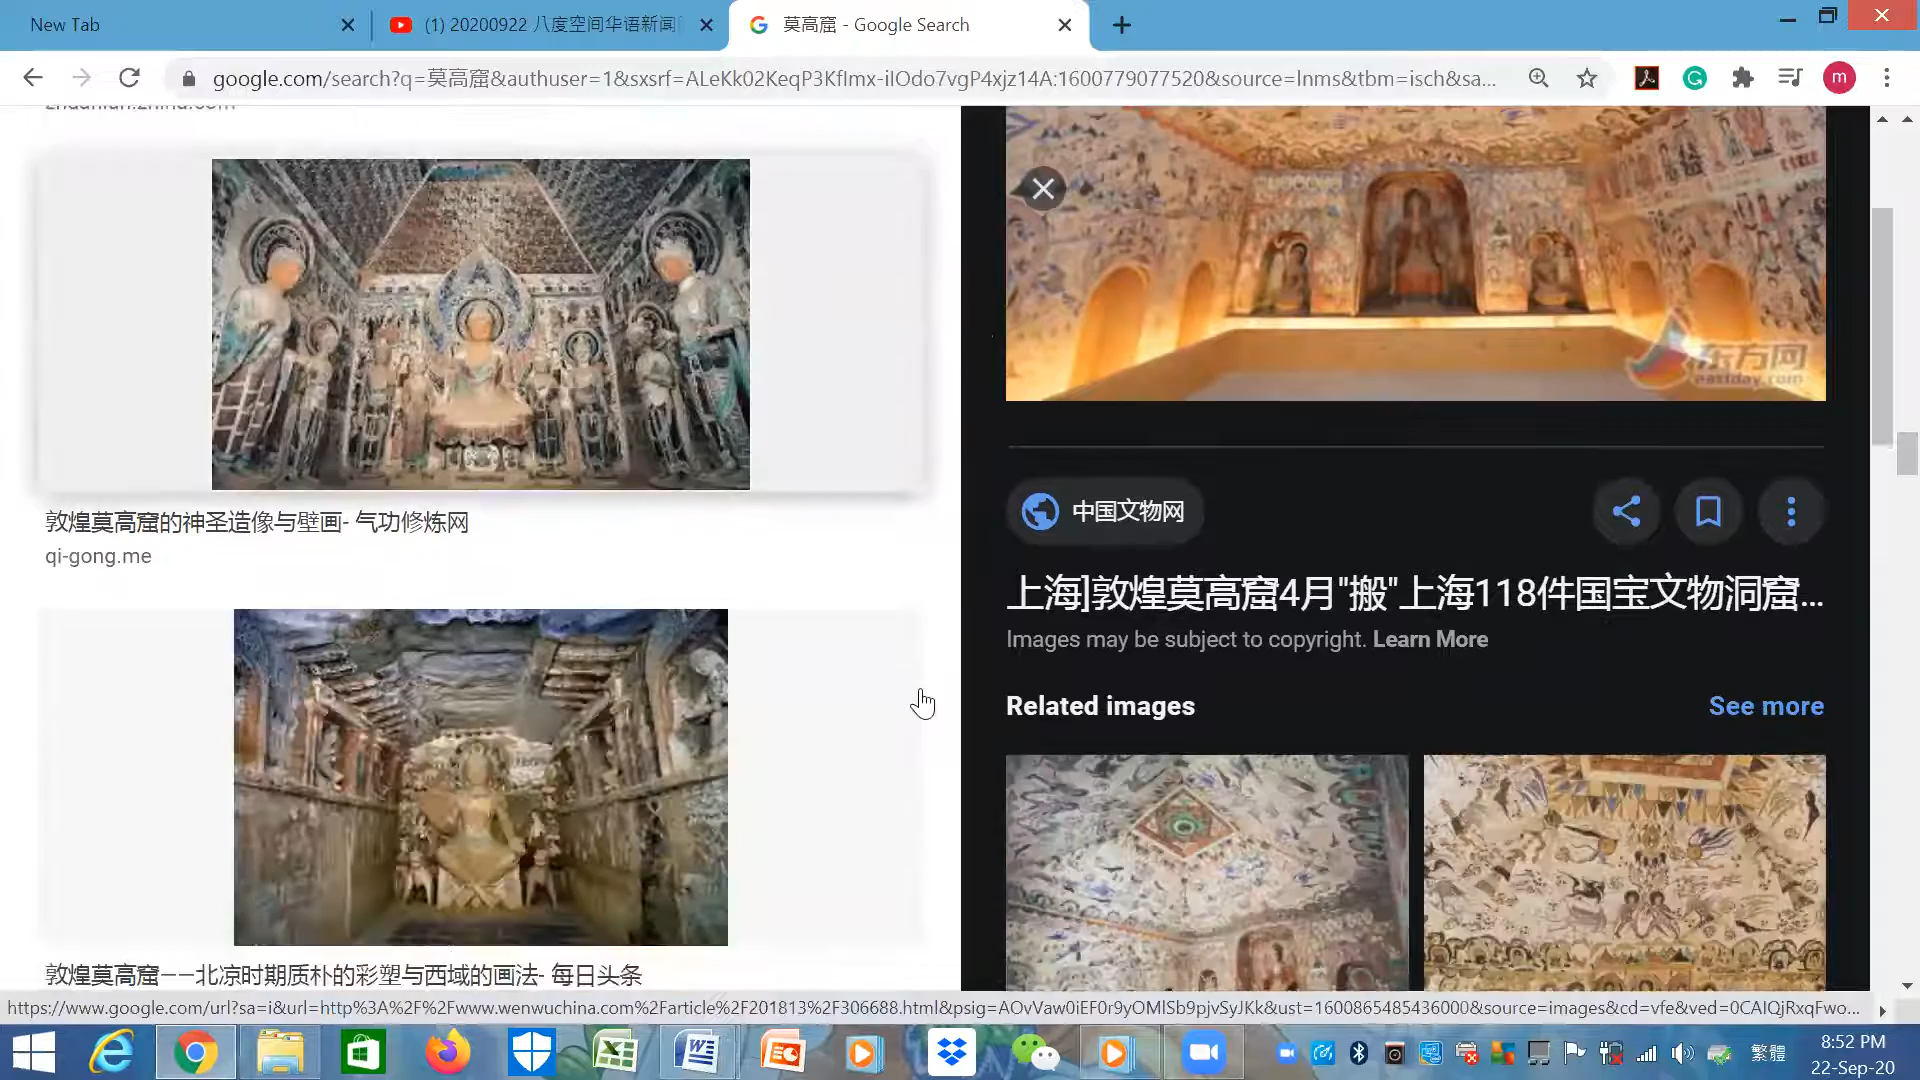 New Tab
(1) 20200922 八度空间华语新闻
莫高窟 - Google Search
google.com/search?q=莫高窟&authuser=1&sxsrf=ALeKk02KeqP3KfImx-ilOdo7vgP4xjz14A:1600779077520&source=lnms&tbm=isch&sa...
m
东方网
eastday.com
敦煌莫高窟的神圣造像与壁画- 气功修炼网
qi-gong.me
中国文物网
上海]敦煌莫高窟4月"搬"上海118件国宝文物洞窟...
Images may be subject to copyright. Learn More
Related images
See more
敦煌莫高窟——北凉时期质朴的彩塑与西域的画法- 每日头条
https://www.google.com/url?sa=i&url=http%3A%2F%2Fwww.wenwuchina.com%2Farticle%2F201813%2F306688.html&psig=AOvVaw0iEF0r9yOMlSb9pjvSyJKk&ust=1600865485436000&source=images&cd=vfe&ved=0CAIQjRxqFwo...
繁體
8:52 PM
22-Sep-20